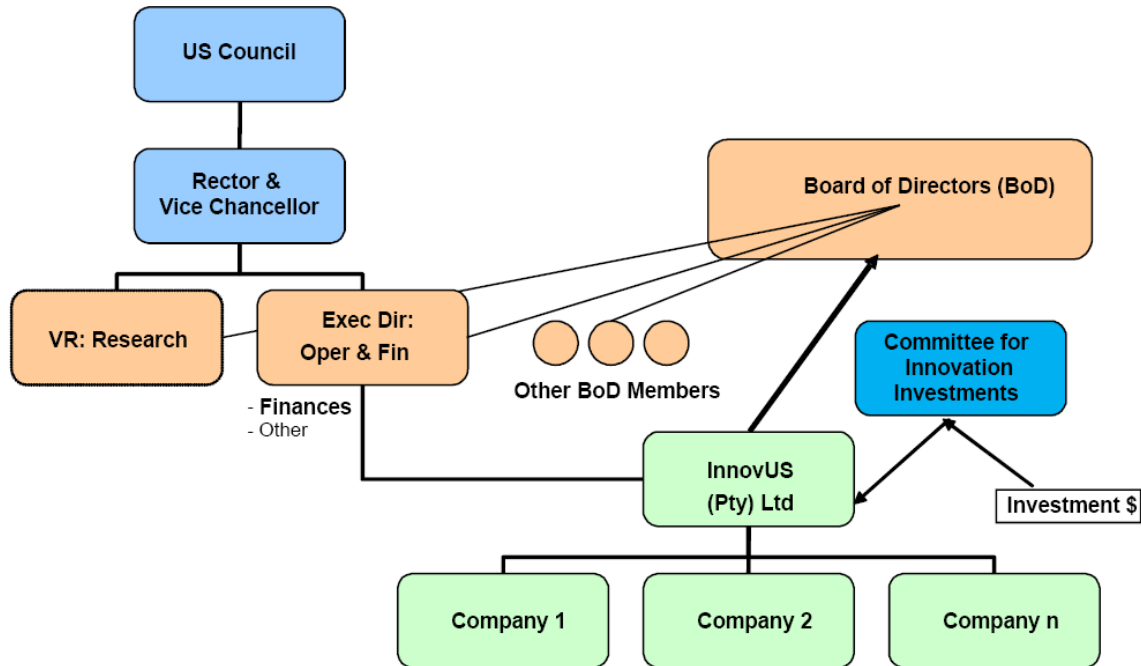 US Council
Rector &
Vice Chancellor
Board of Directors (BoD)
VR: Research
Exec Dir:
Oper & Fin
- Finances
- Other
Other BoD Members
Committee for
Innovation
Investments
InnovUS
(Pty) Ltd
Investment $
Company 1
Company 2
Company n